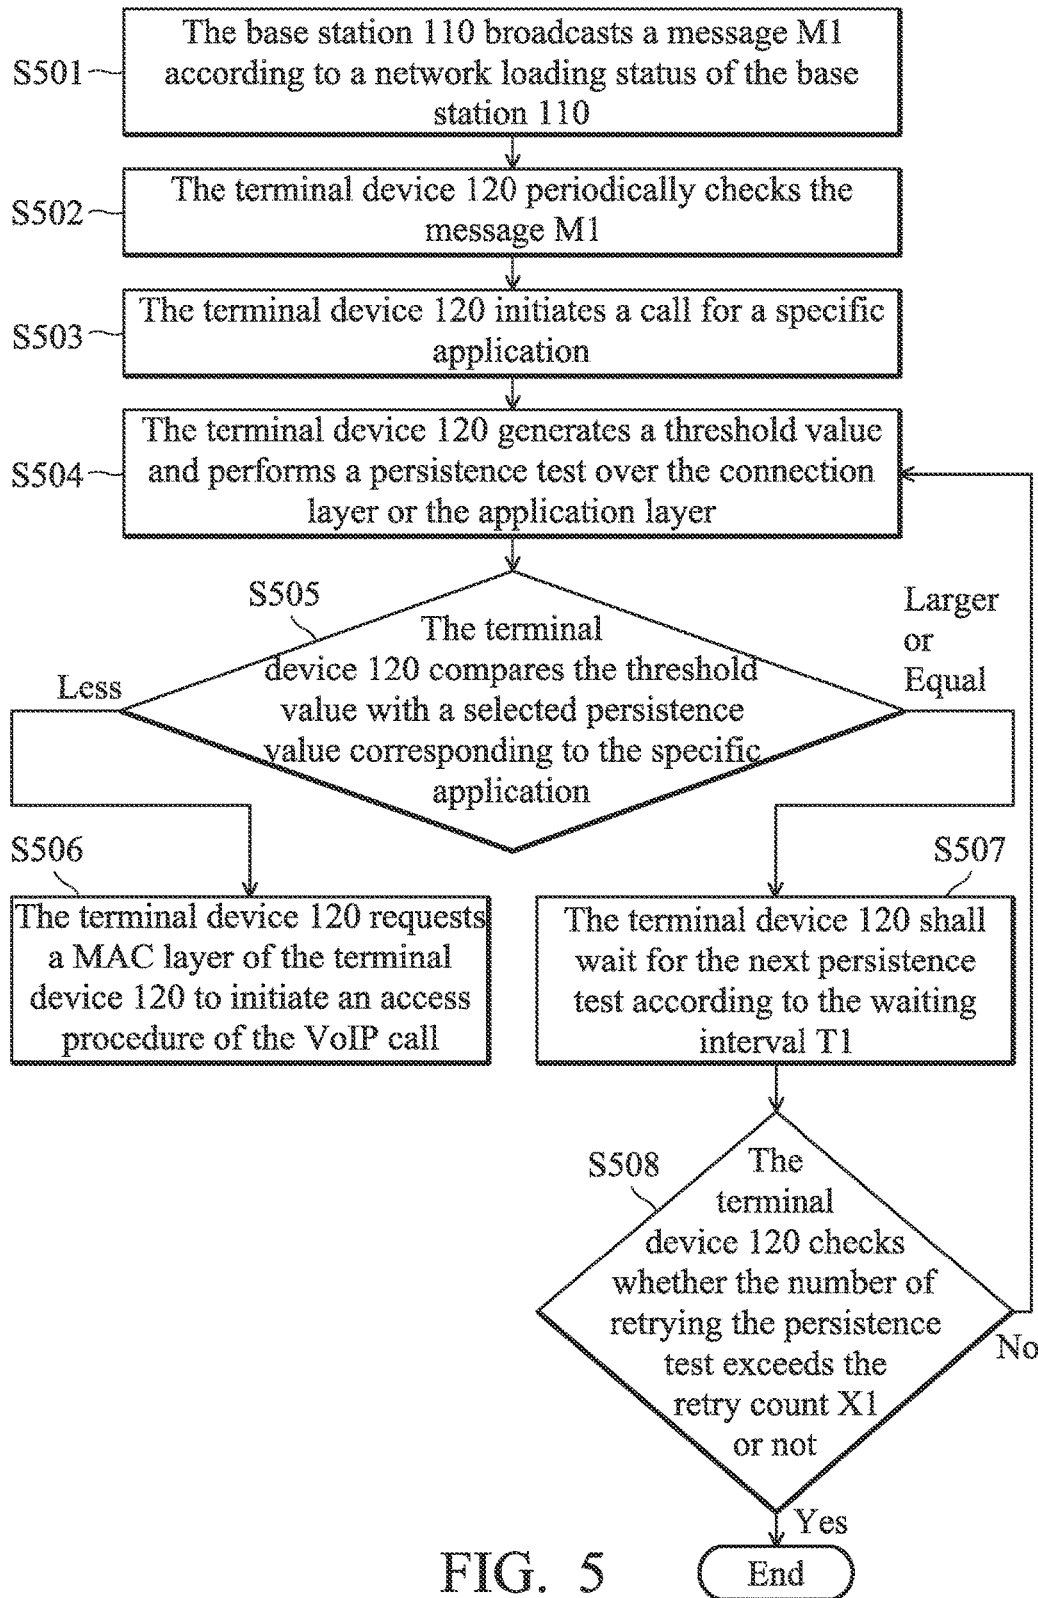 The base station 110 broadcasts a message M1
according to a network loading status of the base
station 110
S501
The terminal device 120 periodically checks the
message M1
S502
The terminal device 120 initiates a call for a specific
application
S503
The terminal device 120 generates a threshold value
and performs a persistence test over the connection
layer or the application layer
S504
S505
The terminal
device 120 compares the threshold
value with a selected persistence
value corresponding to the specific
application
Less
Larger
or
Equal
S506
The terminal device 120 requests
a MAC layer of the terminal
device 120 to initiate an access
procedure of the VoIP call
S507
The terminal device 120 shall
wait for the next persistence
test according to the waiting
interval T1
S508
The
terminal
device 120 checks
whether the number of
retrying the persistence
test exceeds the
retry count X1
or not
No
Yes
End
FIG. 5